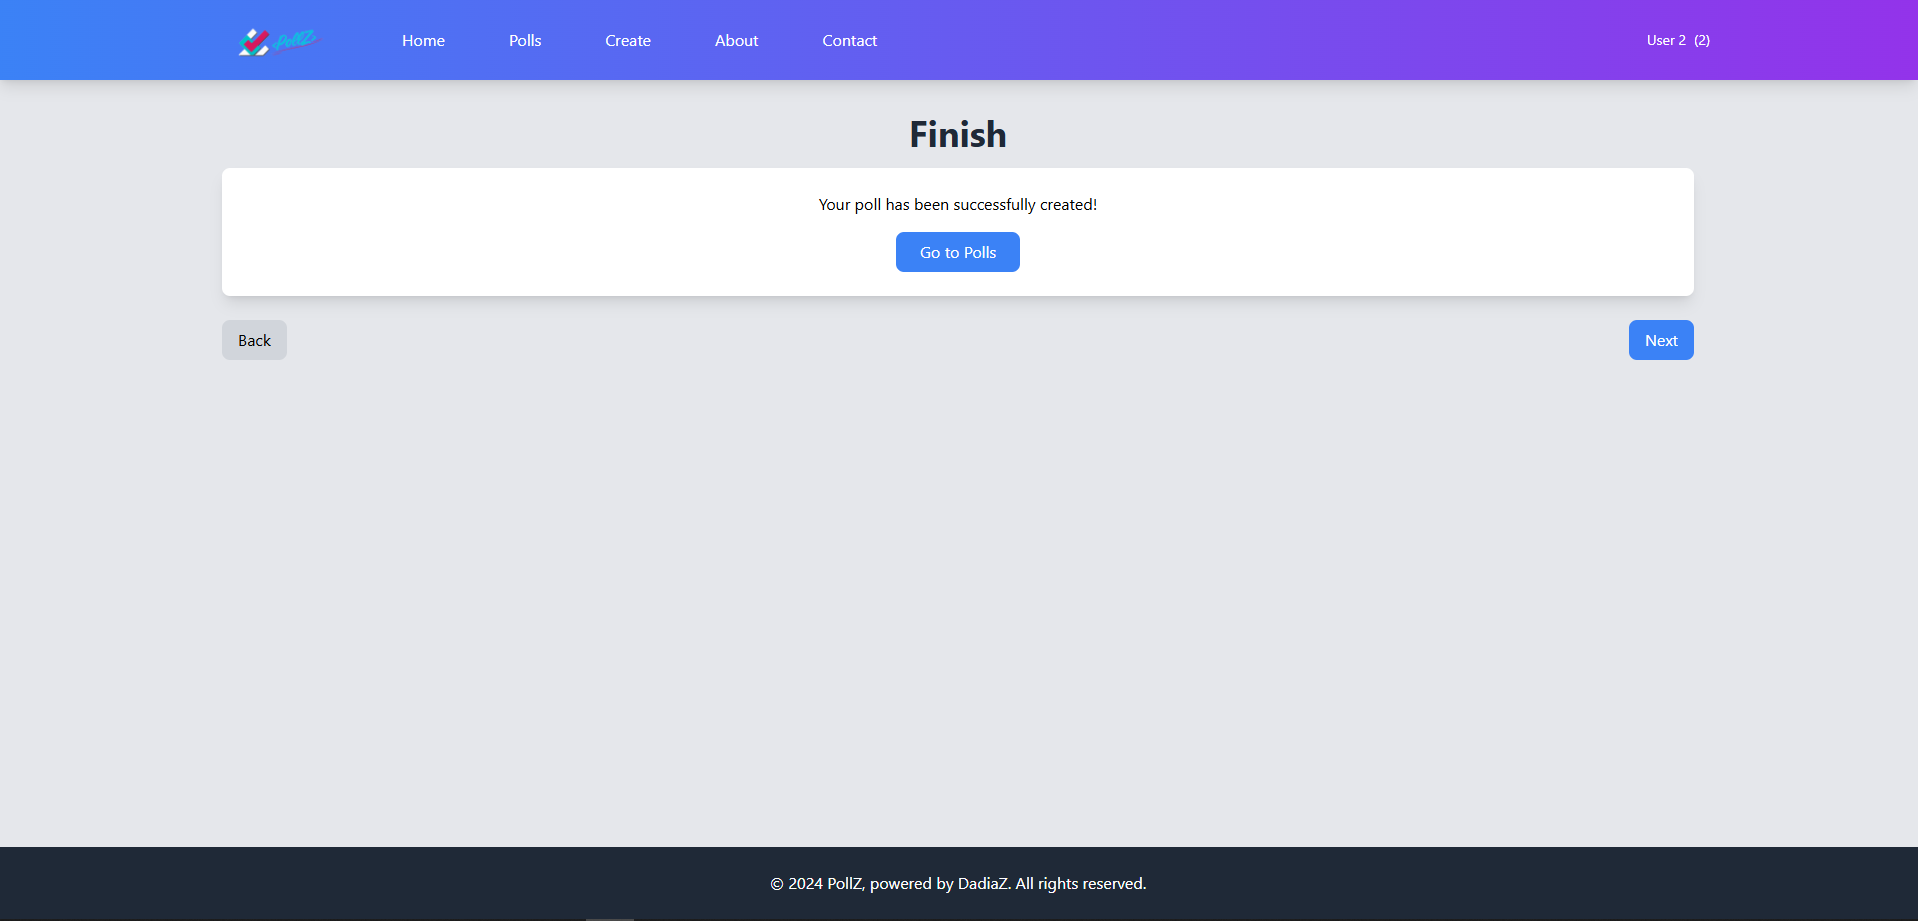 PollZ
Home
Polls
Create
About
Contact
User 2 (2)
Finish
Your poll has been successfully created!
Go to Polls
Back
Next
© 2024 PollZ, powered by DadiaZ. All rights reserved.